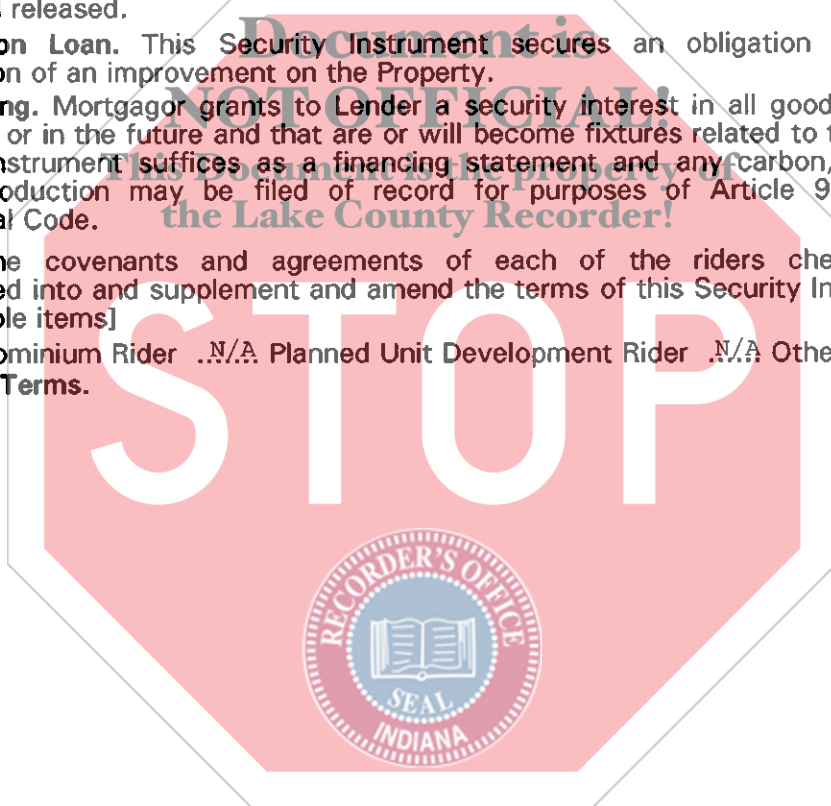 released.
on Loan. This Security Instrument secures an obligation
Document is
on of an improvement on the Property.
ng. Mortgagor grants to Lender a security interest in all good
NOT OFFICIAL!
or in the future and that are or will become fixtures related to
nstrument suffices as a financing statement and any carbon,
This Document is the property of
oduction may be filed of record for purposes of Article 9
al Code.
the Lake County Recorder!
e covenants and agreements of each of the riders che
ed into and supplement and amend the terms of this Security In
le items]
ominium Rider ..N/A. Planned Unit Development Rider ..N/A. Othe
Terms.
STOP
RECORDER'S OFFICE
SEAL
INDIANA